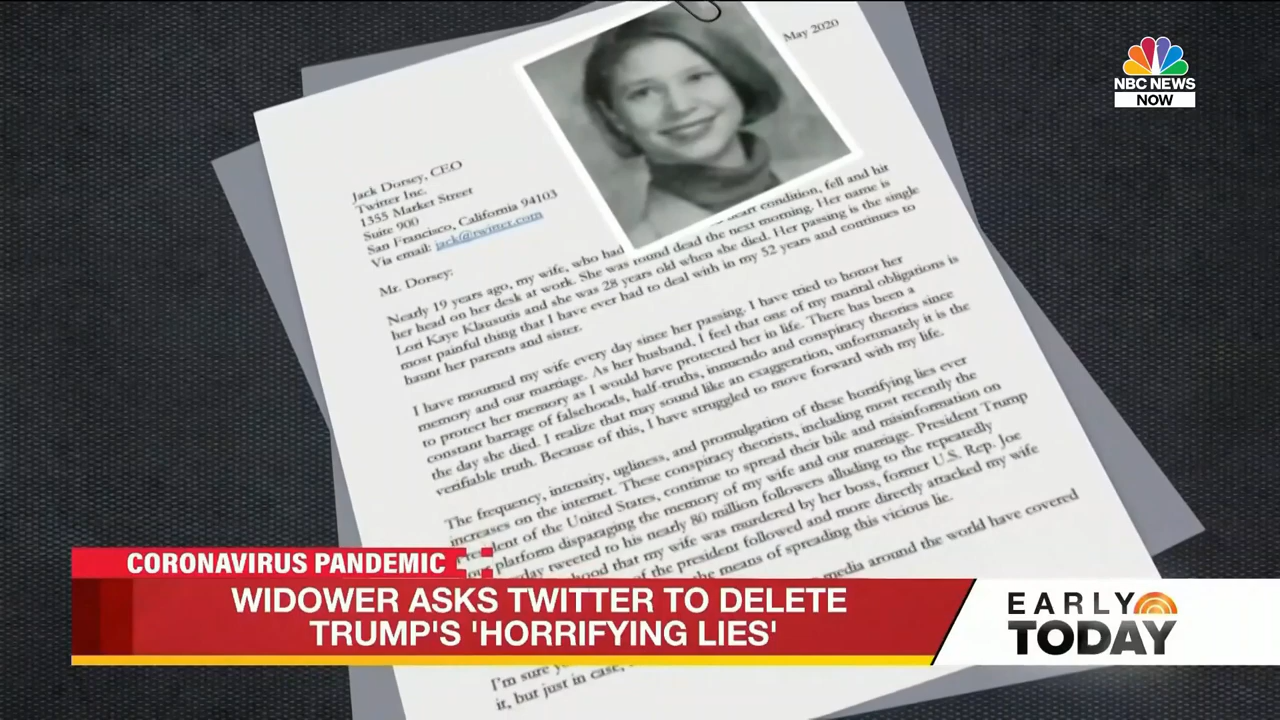 May 2020
NBC NEWS
NOW
Jack Dorsey, CEO
Twitter Inc.
1355 Market Street
Suite 900
San Francisco, California 94103
Via email: jack@twitter.com
Mr. Dorsey:
Nearly 19 years ago, my wife, who had heart condition, fell and hit
her head on her desk at work. She was found dead the next morning. Her name is
Lori Kaye Klausutis and she was 28 years old when she died. Her passing is the single
most painful thing that I have ever had to deal with in my 52 years and continues to
haunt her parents and sister.
I have mourned my wife every day since her passing. I have tried to honor her
memory and our marriage. As her husband, I feel that one of my marital obligations is
to protect her memory as I would have protected her in life. There has been a
constant barrage of falsehoods, half-truths, innuendo and conspiracy theories since
the day she died. I realize that may sound like an exaggeration, unfortunately it is the
verifiable truth. Because of this, I have struggled to move forward with my life.
The frequency, intensity, ugliness, and promulgation of these horrifying lies ever
increases on the internet. These conspiracy theorists, including most recently the
President of the United States, continue to spread their bile and misinformation on
platform disparaging the memory of my wife and our marriage. President Trump
tweeted to his nearly 80 million followers alluding to the repeatedly
that my wife was murdered by her boss, former U.S. Rep. Joe
of the president followed and more directly attacked my wife
the means of spreading this vicious lie.
media around the world have covered
CORONAVIRUS PANDEMIC
WIDOWER ASKS TWITTER TO DELETE
TRUMP'S 'HORRIFYING LIES'
EARLY
TODAY
I'm sure
it, but just in case,